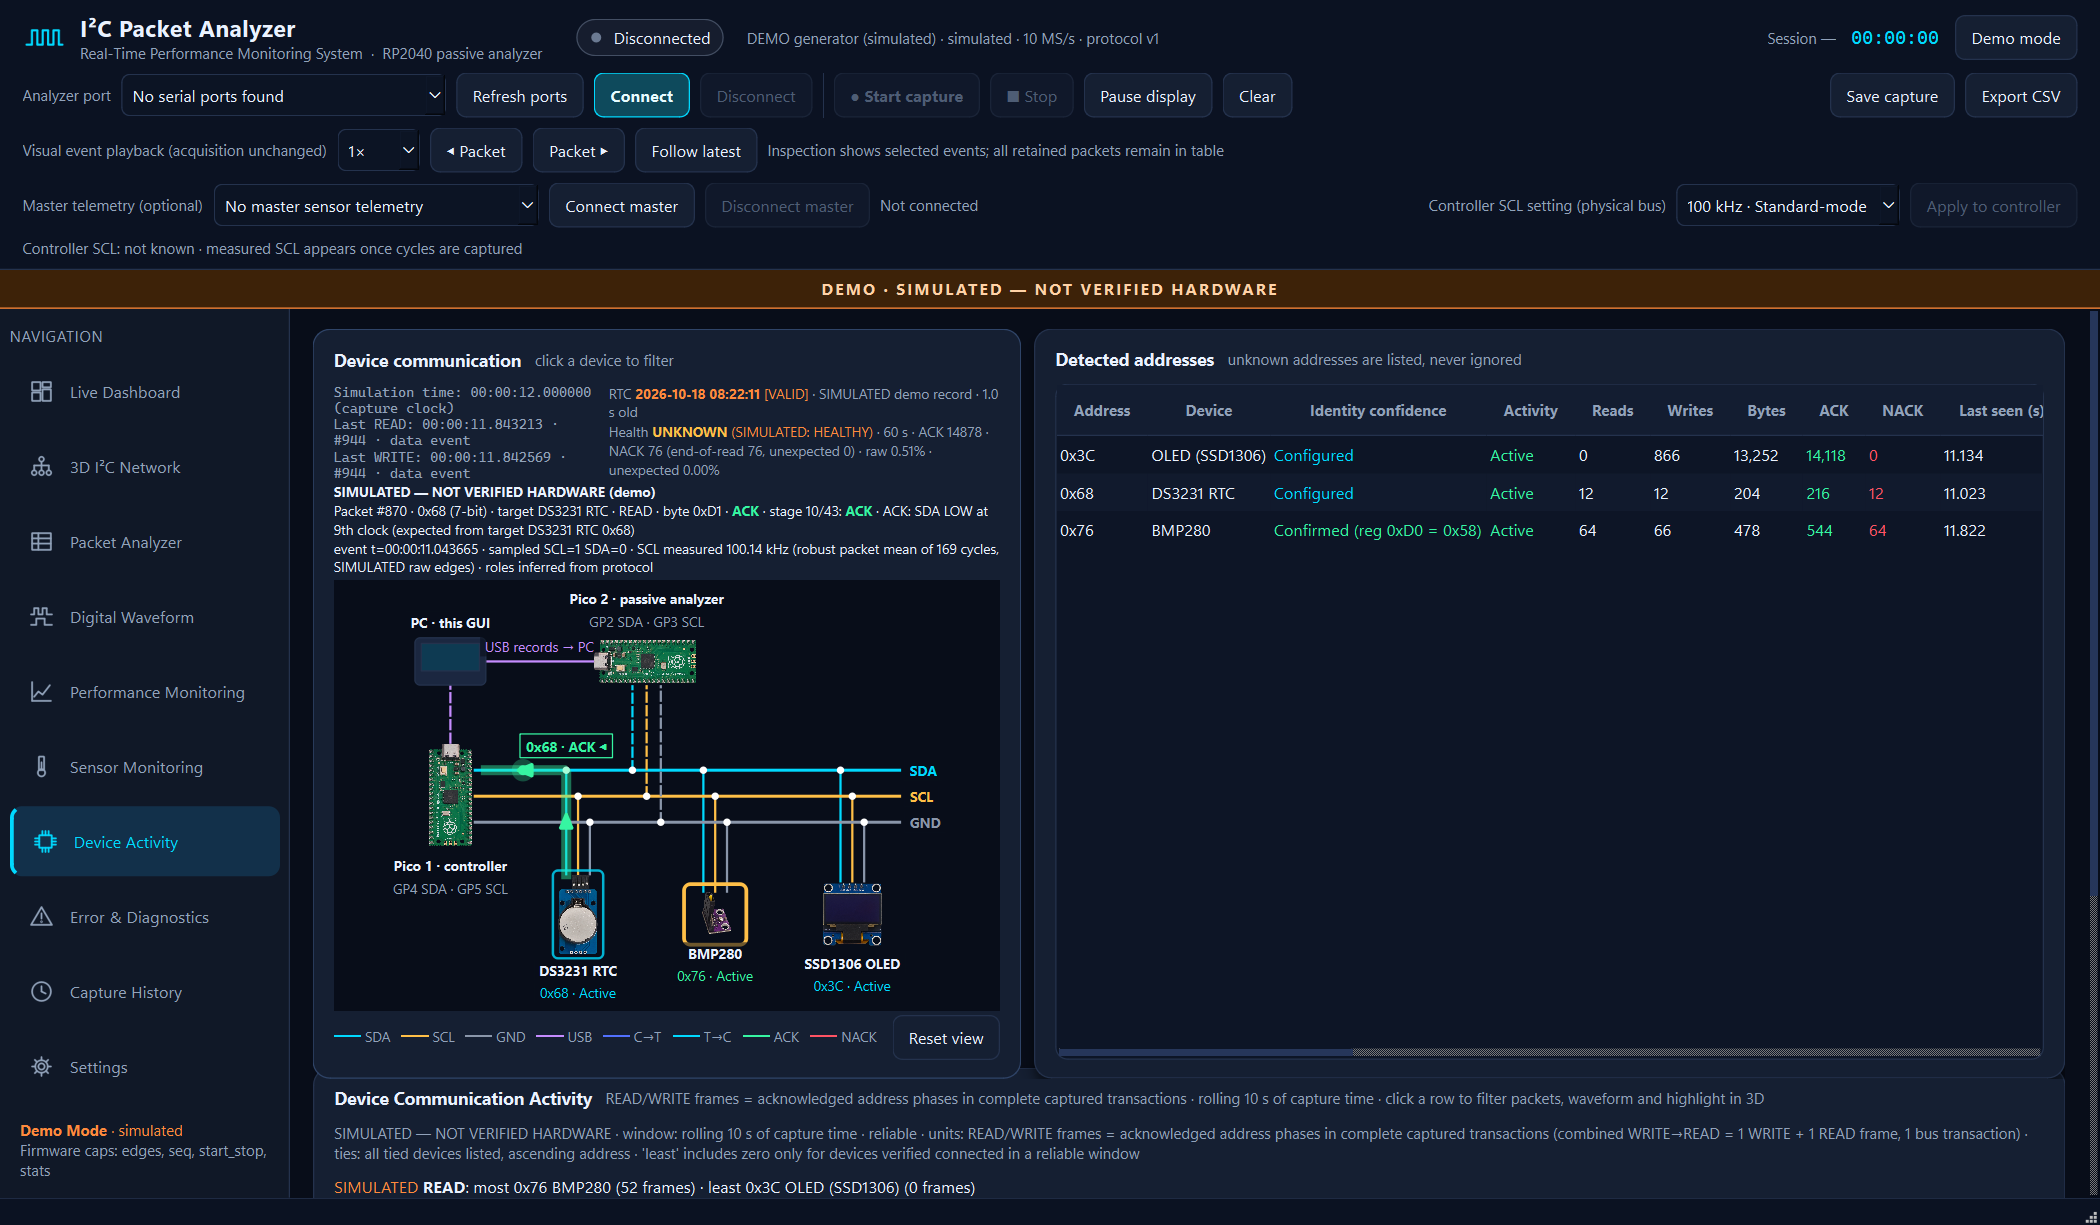 I²C Packet Analyzer
Real-Time Performance Monitoring System · RP2040 passive analyzer
Disconnected
DEMO generator (simulated) · simulated · 10 MS/s · protocol v1
Session — 00:00:00
Demo mode
Analyzer port
No serial ports found
Refresh ports
Connect
Disconnect
● Start capture
■ Stop
Pause display
Clear
Save capture
Export CSV
Visual event playback (acquisition unchanged)
1×
◂ Packet
Packet ▸
Follow latest
Inspection shows selected events; all retained packets remain in table
Master telemetry (optional)
No master sensor telemetry
Connect master
Disconnect master
Not connected
Controller SCL setting (physical bus)
100 kHz · Standard-mode
Apply to controller
Controller SCL: not known · measured SCL appears once cycles are captured
DEMO · SIMULATED — NOT VERIFIED HARDWARE
NAVIGATION
Live Dashboard
3D I²C Network
Packet Analyzer
Digital Waveform
Performance Monitoring
Sensor Monitoring
Device Activity
Error & Diagnostics
Capture History
Settings
Demo Mode · simulated
Firmware caps: edges, seq, start_stop,
stats
Device communication click a device to filter
Simulation time: 00:00:12.000000
(capture clock)
Last READ: 00:00:11.843213 ·
#944 · data event
Last WRITE: 00:00:11.842569 ·
#944 · data event
RTC 2026-10-18 08:22:11 [VALID] · SIMULATED demo record · 1.0
s old
Health UNKNOWN (SIMULATED: HEALTHY) · 60 s · ACK 14878 ·
NACK 76 (end-of-read 76, unexpected 0) · raw 0.51% ·
unexpected 0.00%
SIMULATED — NOT VERIFIED HARDWARE (demo)
Packet #870 · 0x68 (7-bit) · target DS3231 RTC · READ · byte 0xD1 · ACK · stage 10/43: ACK · ACK: SDA LOW at
9th clock (expected from target DS3231 RTC 0x68)
event t=00:00:11.043665 · sampled SCL=1 SDA=0 · SCL measured 100.14 kHz (robust packet mean of 169 cycles,
SIMULATED raw edges) · roles inferred from protocol
Pico 2 · passive analyzer
GP2 SDA · GP3 SCL
PC · this GUI
USB records → PC
0x68 · ACK ◂
SDA
SCL
GND
Pico 1 · controller
GP4 SDA · GP5 SCL
DS3231 RTC
0x68 · Active
BMP280
0x76 · Active
SSD1306 OLED
0x3C · Active
SDA SCL GND USB C→T T→C ACK NACK
Reset view
Detected addresses unknown addresses are listed, never ignored
Address Device Identity confidence Activity Reads Writes Bytes ACK NACK Last seen (s)
0x3C OLED (SSD1306) Configured Active 0 866 13,252 14,118 0 11.134
0x68 DS3231 RTC Configured Active 12 12 204 216 12 11.023
0x76 BMP280 Confirmed (reg 0xD0 = 0x58) Active 64 66 478 544 64 11.822
Device Communication Activity READ/WRITE frames = acknowledged address phases in complete captured transactions · rolling 10 s of capture time · click a row to filter packets, waveform and highlight in 3D
SIMULATED — NOT VERIFIED HARDWARE · window: rolling 10 s of capture time · reliable · units: READ/WRITE frames = acknowledged address phases in complete captured transactions (combined WRITE→READ = 1 WRITE + 1 READ frame, 1 bus transaction) ·
ties: all tied devices listed, ascending address · 'least' includes zero only for devices verified connected in a reliable window
SIMULATED READ: most 0x76 BMP280 (52 frames) · least 0x3C OLED (SSD1306) (0 frames)